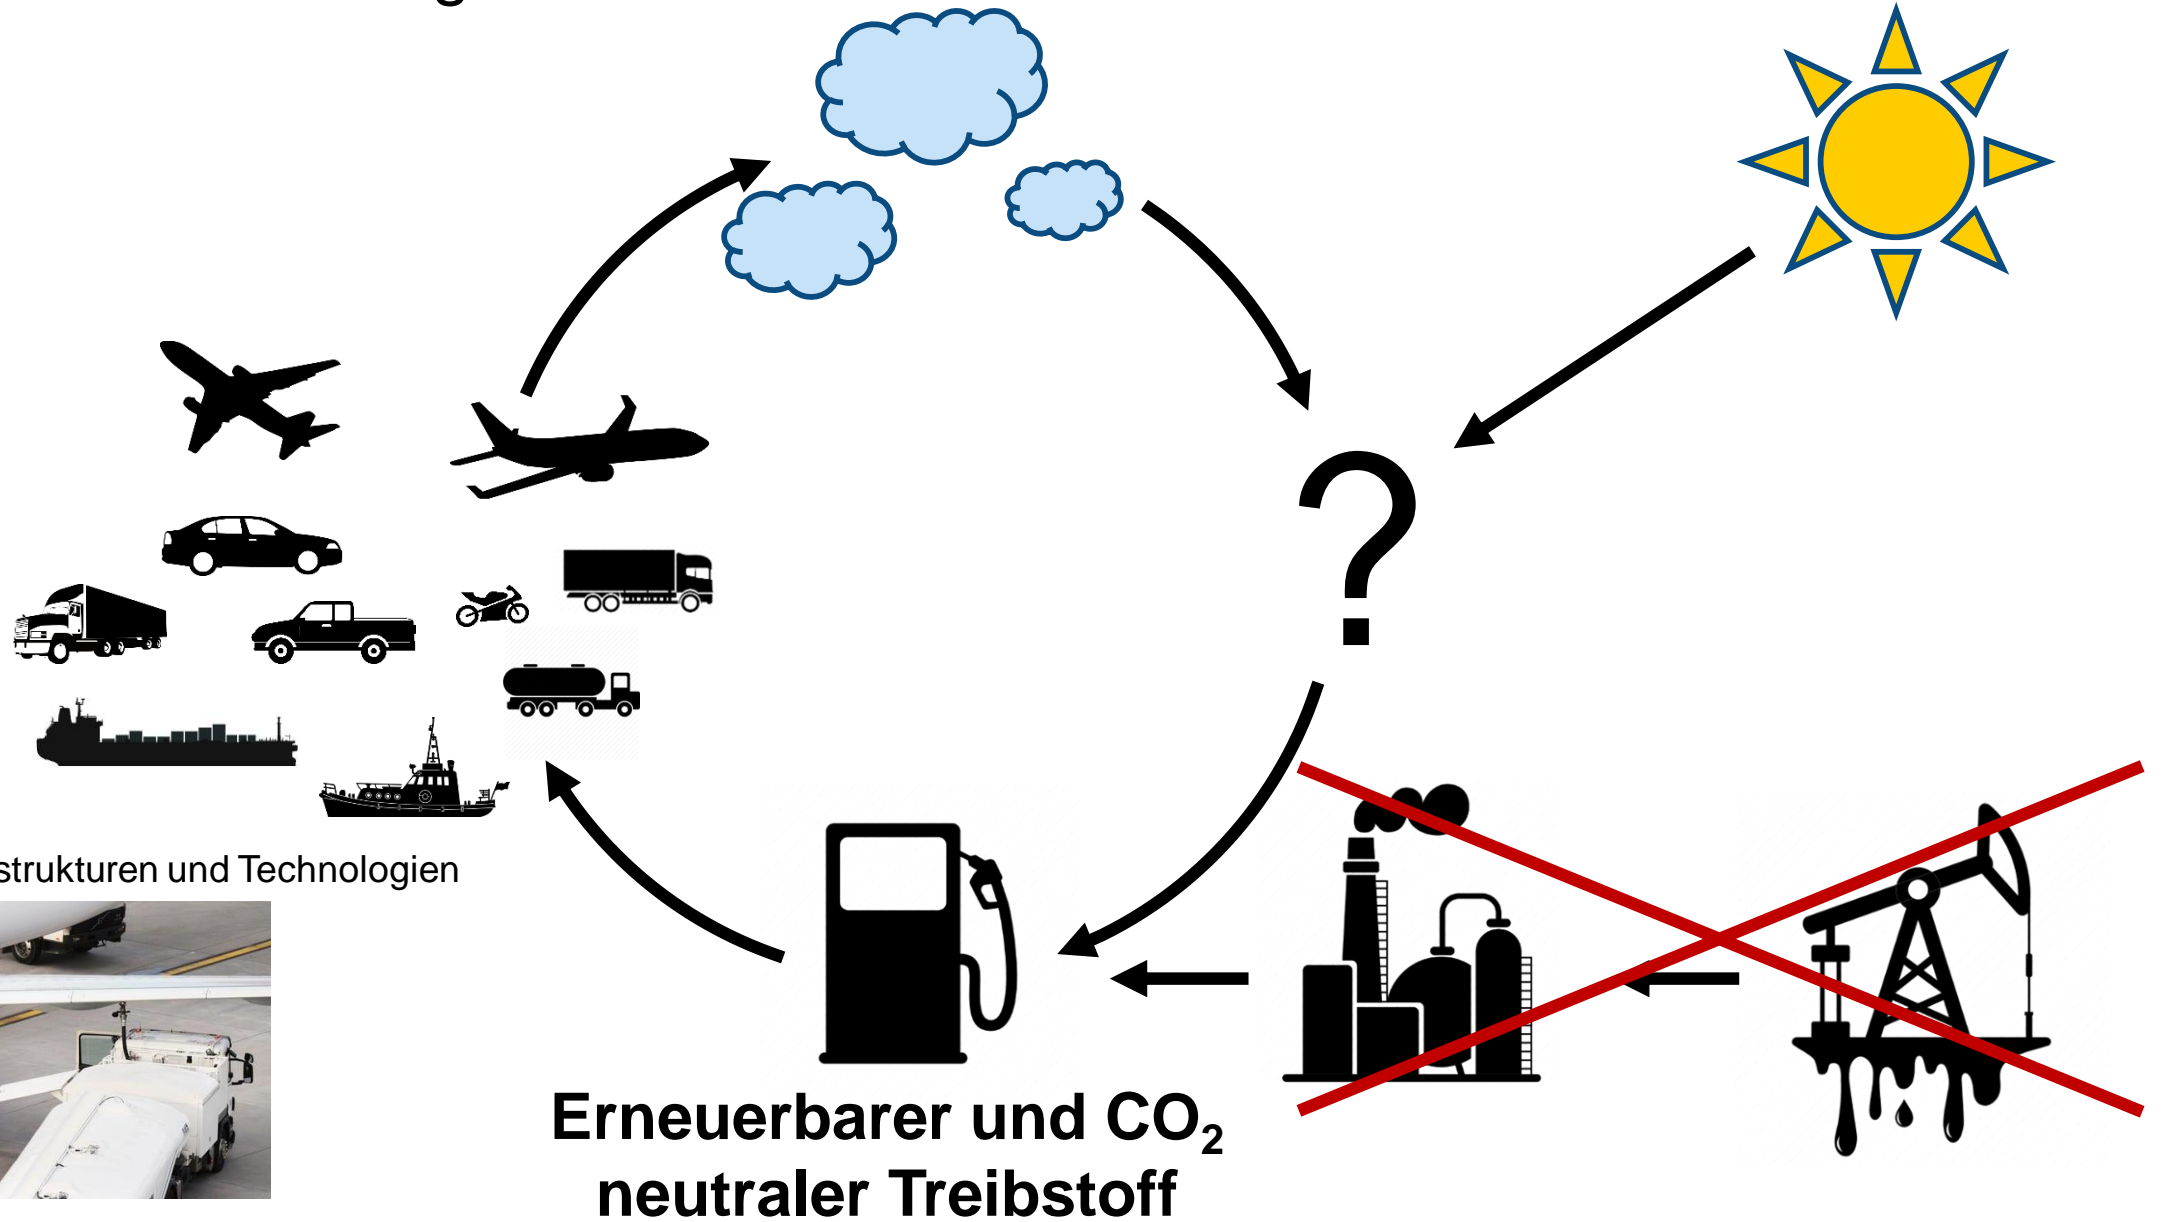 ?
strukturen und Technologien
Erneuerbarer und CO₂
neutraler Treibstoff